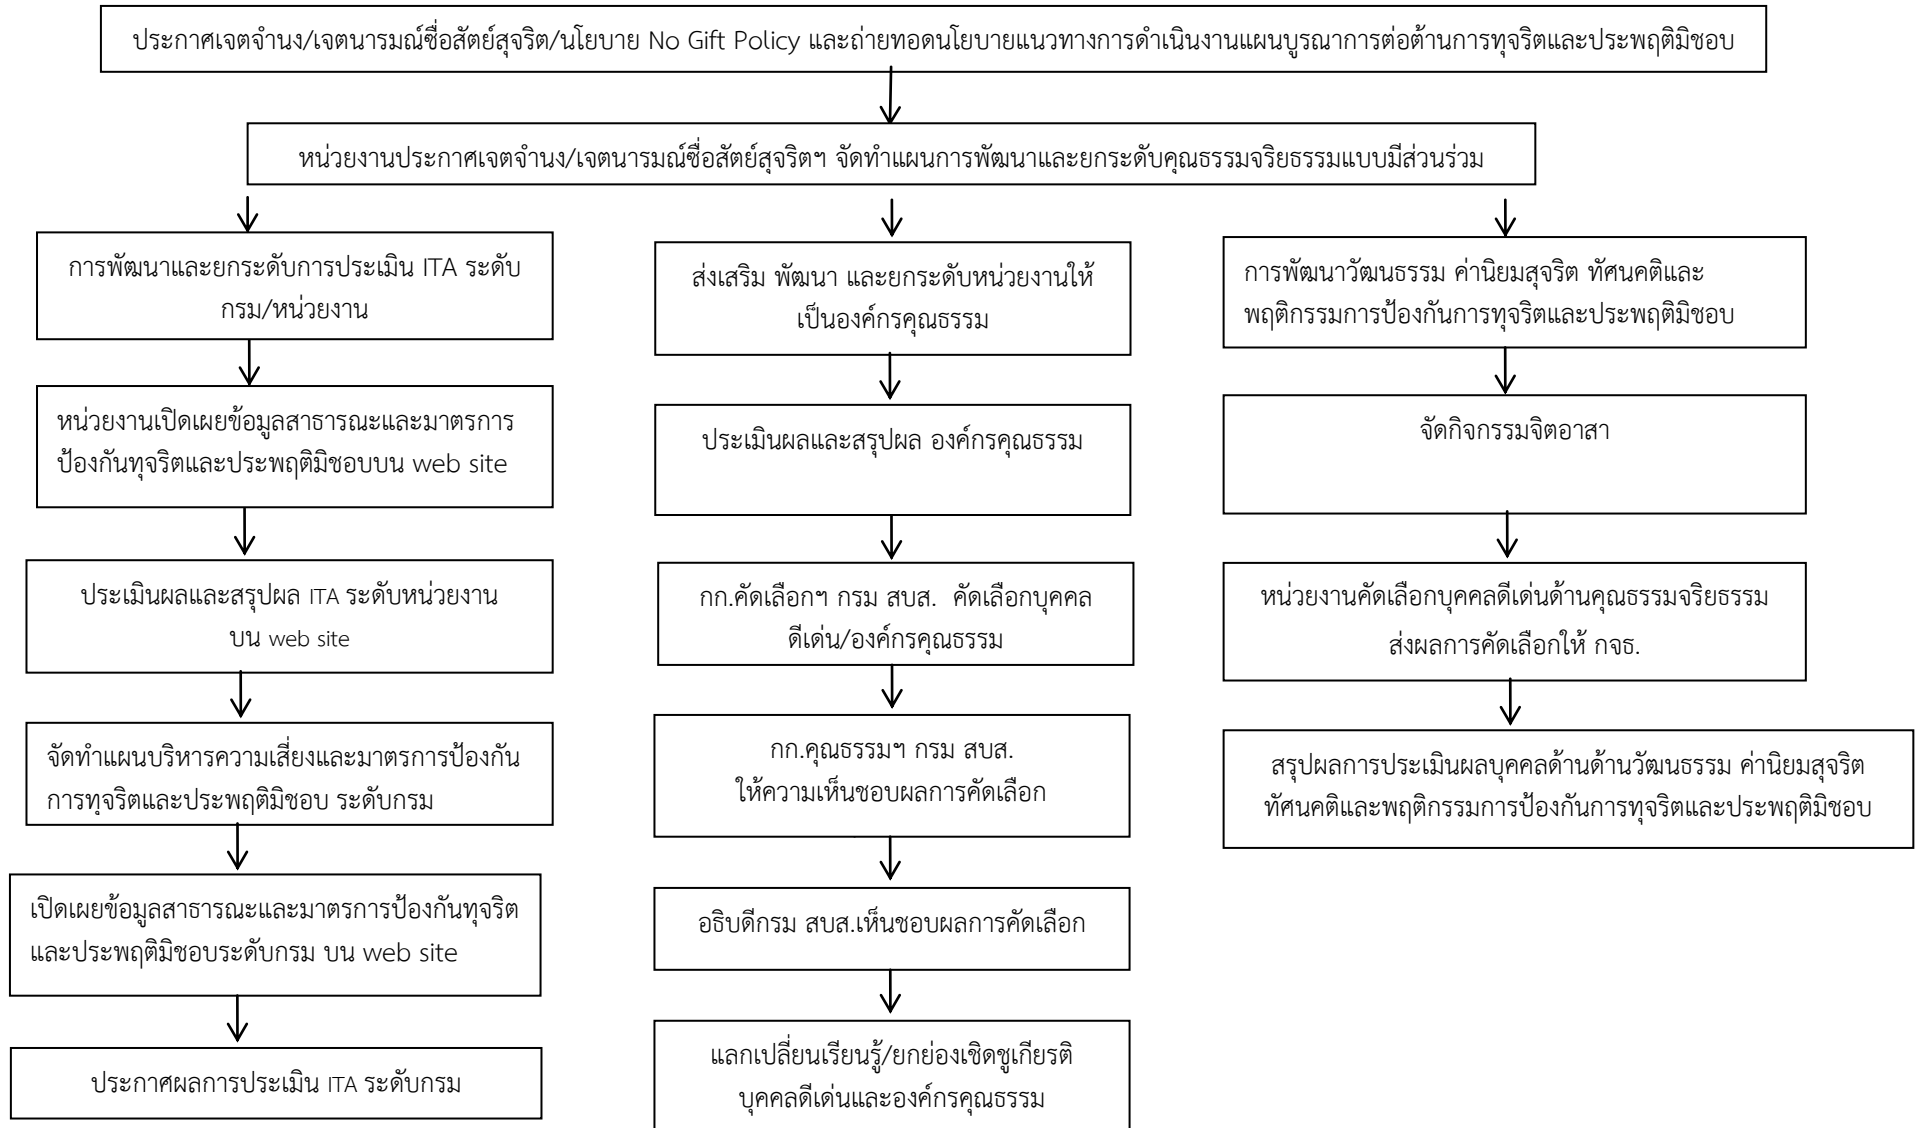 ประกาศเจตจำนง/เจตนารมณ์ซื่อสัตย์สุจริต/นโยบาย No Gift Policy และถ่ายทอดนโยบายแนวทางการดำเนินงานแผนบูรณาการต่อต้านการทุจริตและประพฤติมิชอบ
หน่วยงานประกาศเจตจำนง/เจตนารมณ์ซื่อสัตย์สุจริตฯ จัดทำแผนการพัฒนาและยกระดับคุณธรรมจริยธรรมแบบมีส่วนร่วม
การพัฒนาและยกระดับการประเมิน ITA ระดับ
กรม/หน่วยงาน
หน่วยงานเปิดเผยข้อมูลสาธารณะและมาตรการ
ป้องกันทุจริตและประพฤติมิชอบบน web site
ประเมินผลและสรุปผล ITA ระดับหน่วยงาน
บน web site
จัดทำแผนบริหารความเสี่ยงและมาตรการป้องกัน
การทุจริตและประพฤติมิชอบ ระดับกรม
เปิดเผยข้อมูลสาธารณะและมาตรการป้องกันทุจริต
และประพฤติมิชอบระดับกรม บน web site
ประกาศผลการประเมิน ITA ระดับกรม
ส่งเสริม พัฒนา และยกระดับหน่วยงานให้
เป็นองค์กรคุณธรรม
ประเมินผลและสรุปผล องค์กรคุณธรรม
กก.คัดเลือกฯ กรม สบส. คัดเลือกบุคคล
ดีเด่น/องค์กรคุณธรรม
กก.คุณธรรมฯ กรม สบส.
ให้ความเห็นชอบผลการคัดเลือก
อธิบดีกรม สบส.เห็นชอบผลการคัดเลือก
แลกเปลี่ยนเรียนรู้/ยกย่องเชิดชูเกียรติ
บุคคลดีเด่นและองค์กรคุณธรรม
การพัฒนาวัฒนธรรม ค่านิยมสุจริต ทัศนคติและ
พฤติกรรมการป้องกันการทุจริตและประพฤติมิชอบ
จัดกิจกรรมจิตอาสา
หน่วยงานคัดเลือกบุคคลดีเด่นด้านคุณธรรมจริยธรรม
ส่งผลการคัดเลือกให้ กจธ.
สรุปผลการประเมินผลบุคคลด้านด้านวัฒนธรรม ค่านิยมสุจริต
ทัศนคติและพฤติกรรมการป้องกันการทุจริตและประพฤติมิชอบ